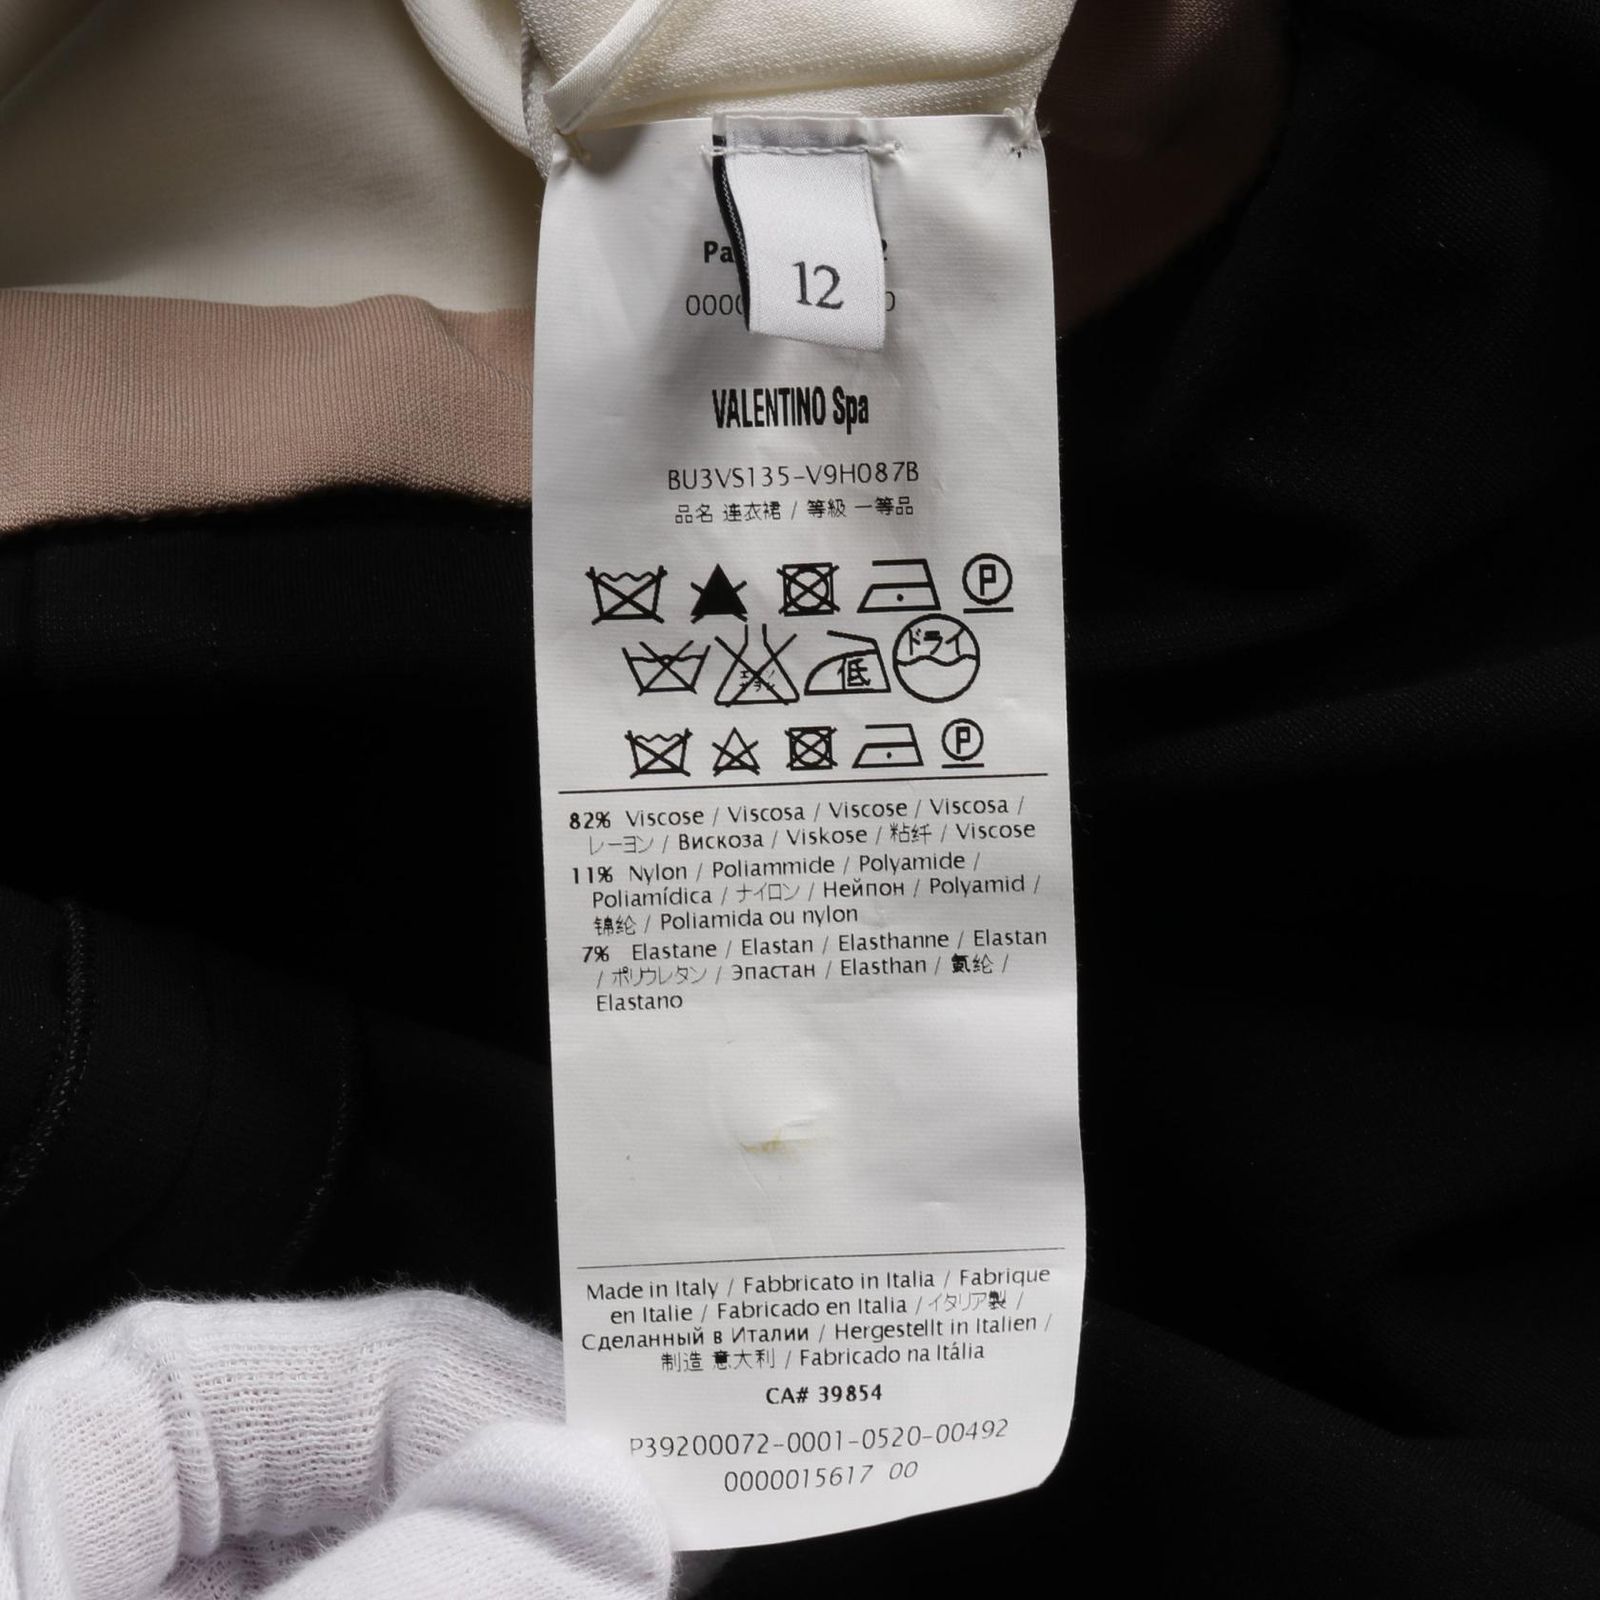 12
VALENTINO Spa
BU3VS135-V9H087B
品名 连衣裙 / 等級 一等品
P
低 ドライ
P
82% Viscose / Viscosa / Viscose / Viscosa /
レーヨン / Вискоза / Viskose / 粘纤 / Viscose
11% Nylon / Poliammide / Polyamide /
Poliamídica / ナイロン / Нейпон / Polyamid /
锦纶 / Poliamida ou nylon
7% Elastane / Elastan / Elasthanne / Elastan
/ ポリウレタン / Эпастан / Elasthan / 氨纶 /
Elastano
Made in Italy / Fabbricato in Italia / Fabrique
en Italie / Fabricado en Italia / イタリア製 /
Сделанный в Италии / Hergestellt in Italien /
制造 意大利 / Fabricado na Itália
CA# 39854
P39200072-0001-0520-00492
0000015617 00